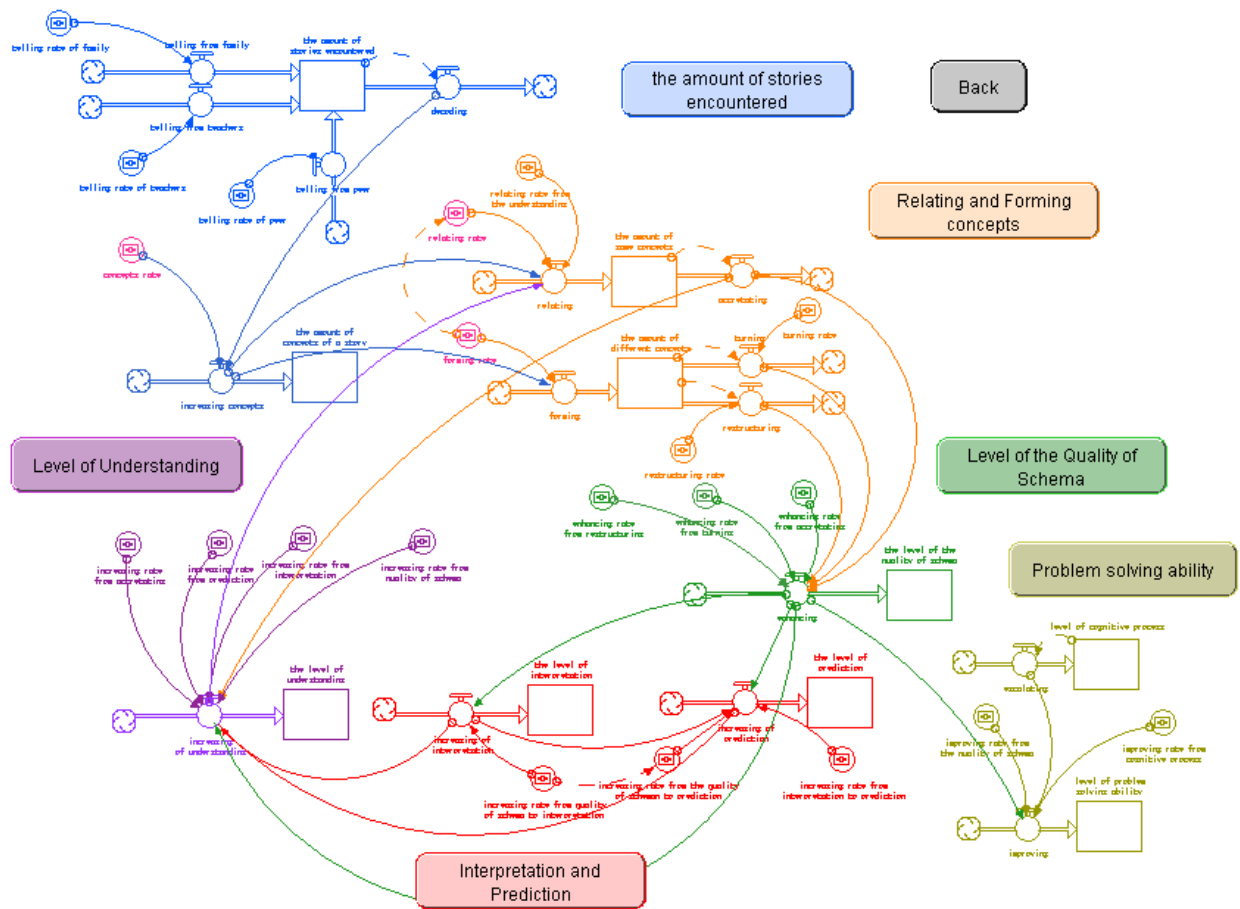 telling rate of family
telling from family
the amount of
stories encountered
decoding
telling from teachers
telling rate of teachers
telling rate of peer
telling from peer
the amount of stories
encountered
Back
Relating and Forming
concepts
relating rate from
the understanding
relating rate
the amount of
same concepts
relating
accretating
concepts rate
the amount of
concepts of a story
increasing concepts
forming rate
forming
the amount of
different concepts
tunning
tunning rate
restructuring
restructuring rate
Level of Understanding
Level of the Quality of
Schema
Problem solving ability
increasing rate
from accretating
increasing rate
from prediction
increasing rate from
interpretation
increasing rate from
quality of schema
enhancing rate
from restructuring
enhancing rate
from tunning
enhancing rate
from accretating
the level of the
quality of schema
enhancing
the level of
understanding
increasing
of understanding
the level of
interpretation
increasing of
interpretation
the level of
prediction
increasing of
prediction
increasing rate from quality
of schema to interpretation
increasing rate from the quality
of schema to prediction
increasing rate from
interpretation to prediction
level of cognitive process
escalating
improving rate from
the quality of schema
improving rate from
cognitive process
level of problem
solving ability
improving
Interpretation and
Prediction